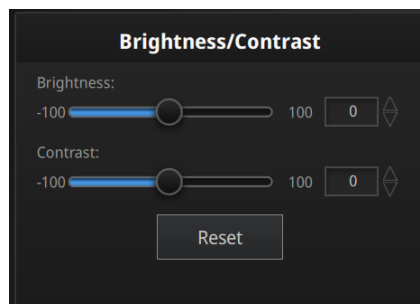 Brightness/Contrast
Brightness:
-100 100 0
Contrast:
-100 100 0
Reset